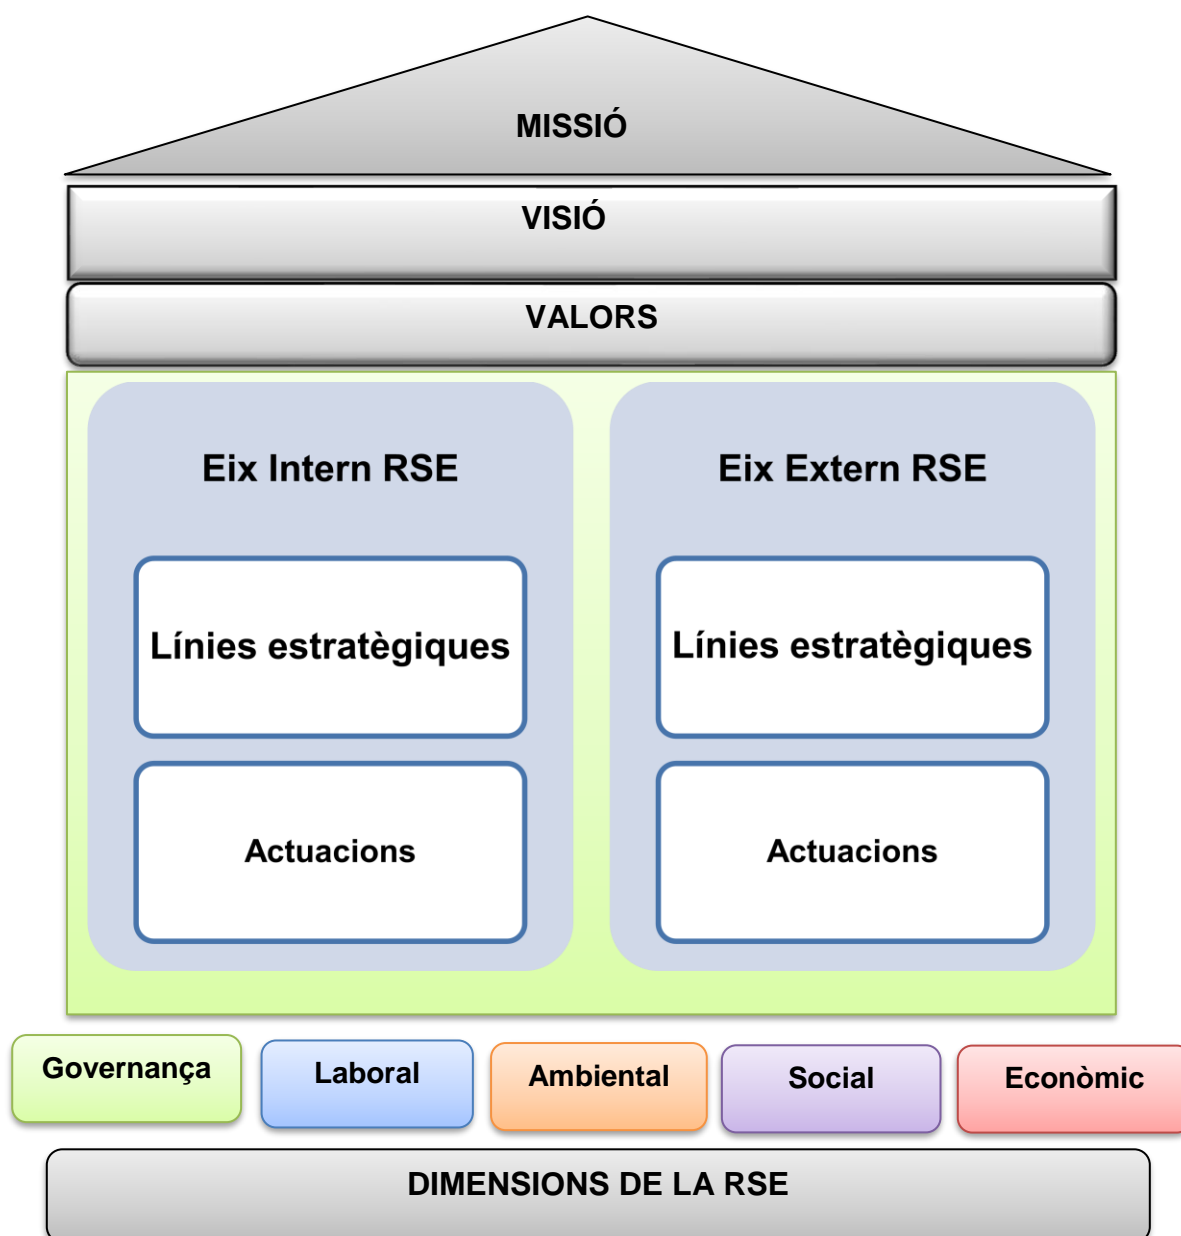 MISSIÓ
VISIÓ
VALORS
Eix Intern RSE
Línies estratègiques
Actuacions
Eix Extern RSE
Línies estratègiques
Actuacions
Governança
Laboral
Ambiental
Social
Econòmic
DIMENSIONS DE LA RSE